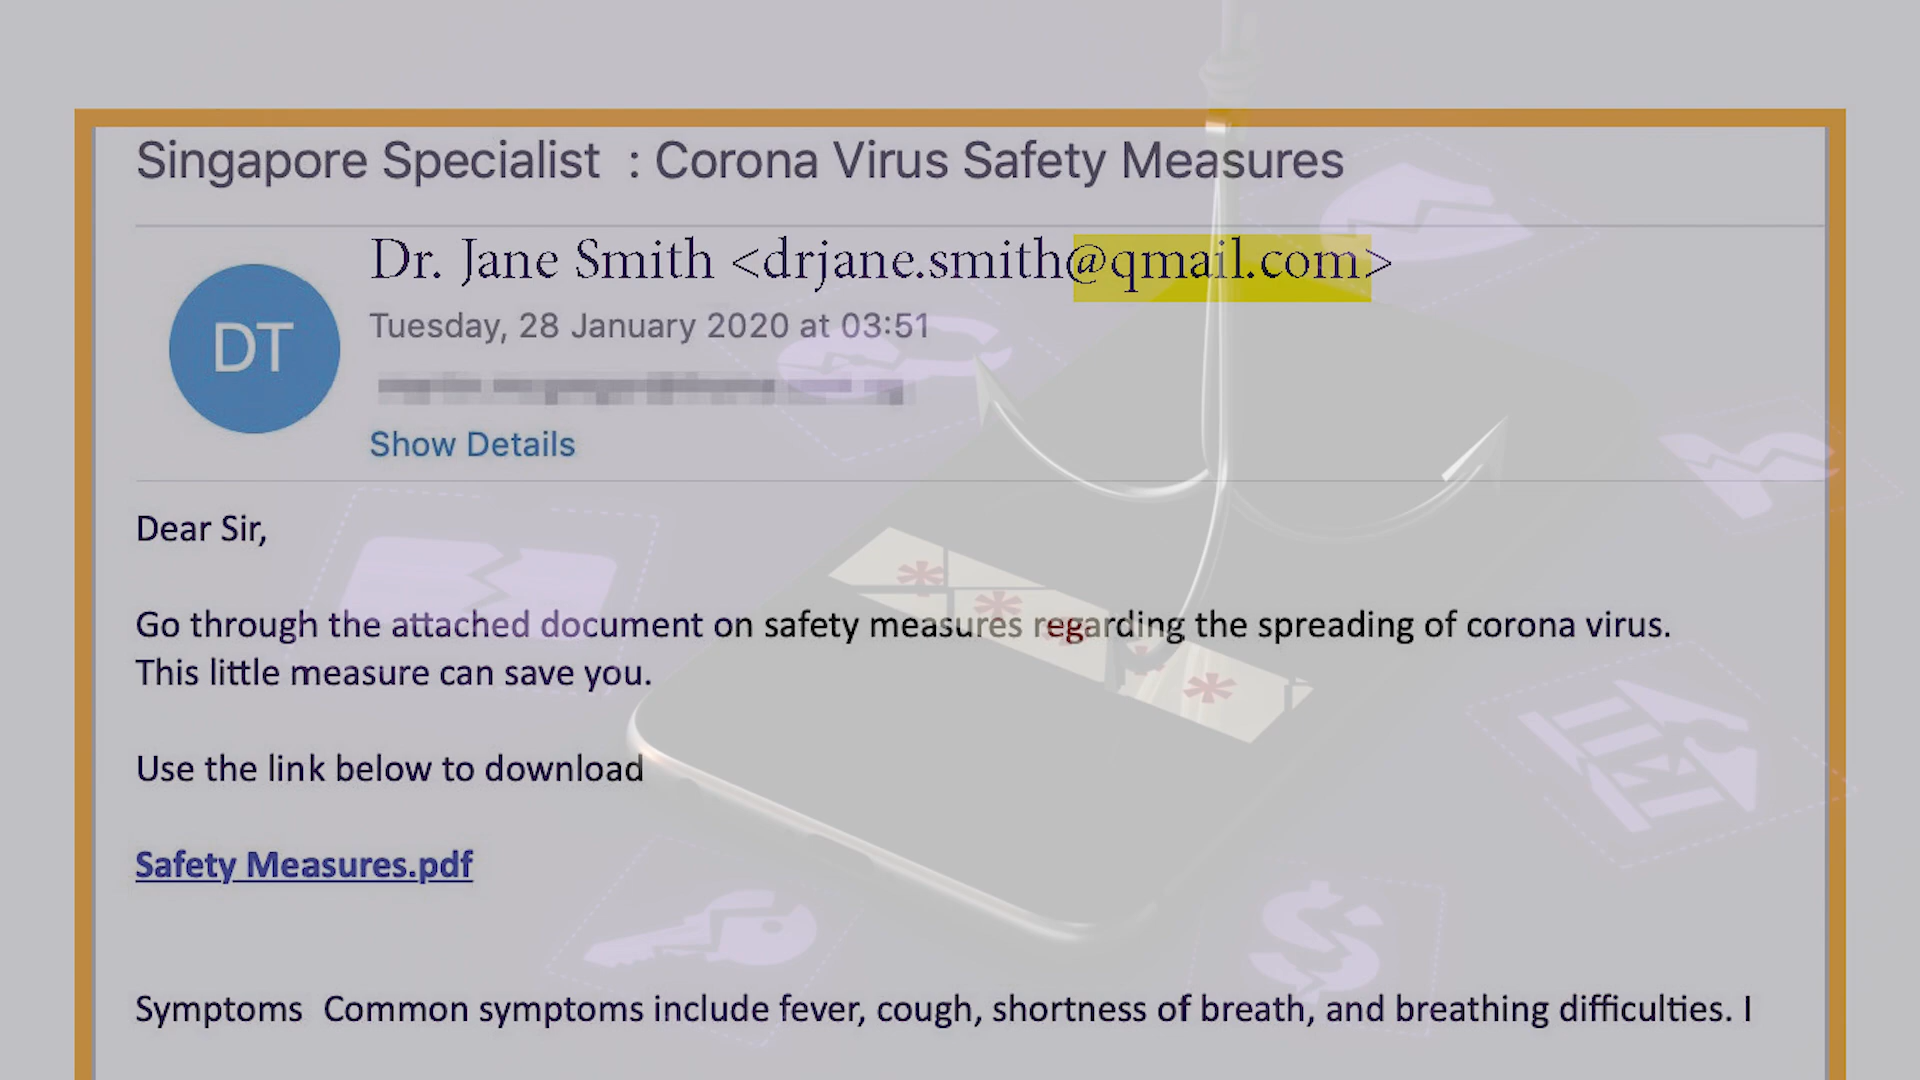 Singapore Specialist : Corona Virus Safety Measures
Dr. Jane Smith <drjane.smith@qmail.com>
DT
Tuesday, 28 January 2020 at 03:51
Show Details
Dear Sir,
Go through the attached document on safety measures regarding the spreading of corona virus.
This little measure can save you.
Use the link below to download
Safety Measures.pdf
Symptoms Common symptoms include fever, cough, shortness of breath, and breathing difficulties. I